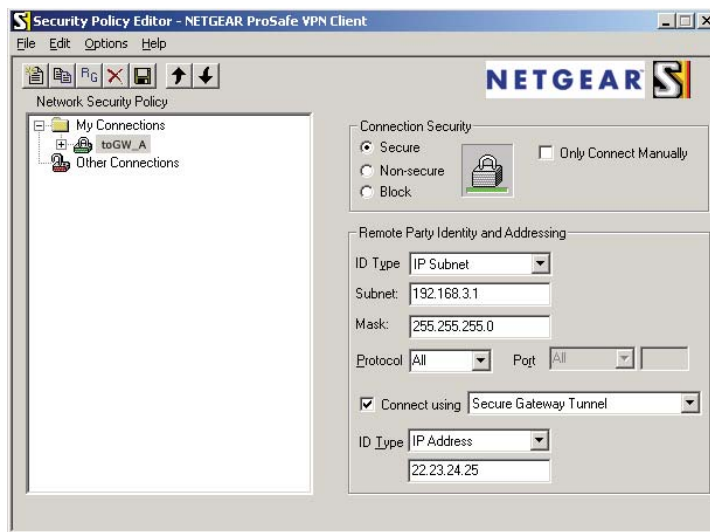 Security Policy Editor - NETGEAR ProSafe VPN Client
File Edit Options Help
RG
NETGEAR S
Network Security Policy
My Connections
toGW_A
Other Connections
Connection Security
Secure
Non-secure
Block
Only Connect Manually
Remote Party Identity and Addressing
ID Type IP Subnet
Subnet: 192.168.3.1
Mask: 255.255.255.0
Protocol All Port All
Connect using Secure Gateway Tunnel
ID Type IP Address
22.23.24.25